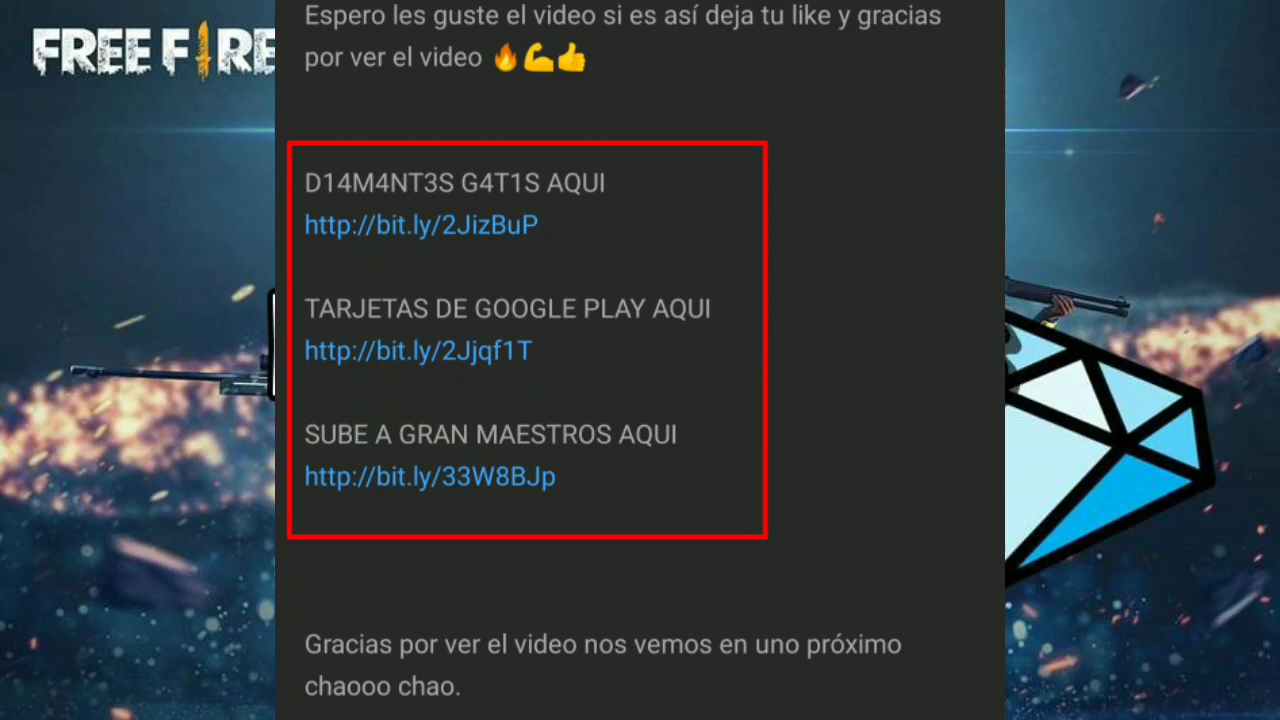 FREE FIRE
Espero les guste el video si es así deja tu like y gracias
por ver el video 🔥💪👍
D14M4NT3S G4T1S AQUI
http://bit.ly/2JizBuP
TARJETAS DE GOOGLE PLAY AQUI
http://bit.ly/2Jjqf1T
SUBE A GRAN MAESTROS AQUI
http://bit.ly/33W8BJp
Gracias por ver el video nos vemos en uno próximo
chaooo chao.